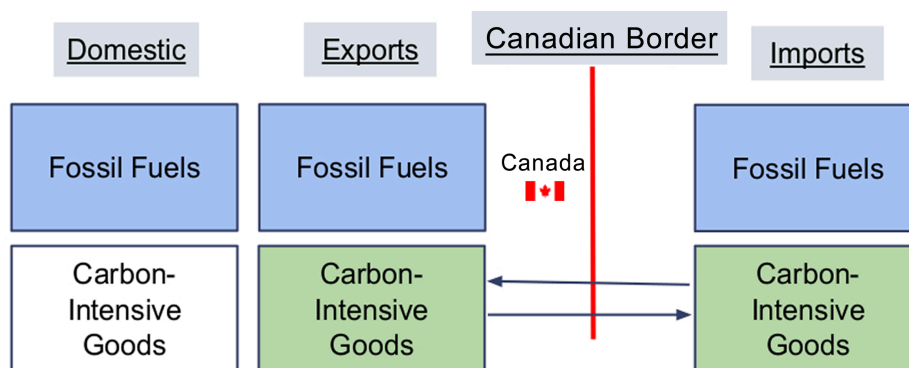 Domestic
Exports
Canadian Border
Imports
Fossil Fuels
Fossil Fuels
Canada
Fossil Fuels
Carbon-
Intensive
Goods
Carbon-
Intensive
Goods
Carbon-
Intensive
Goods